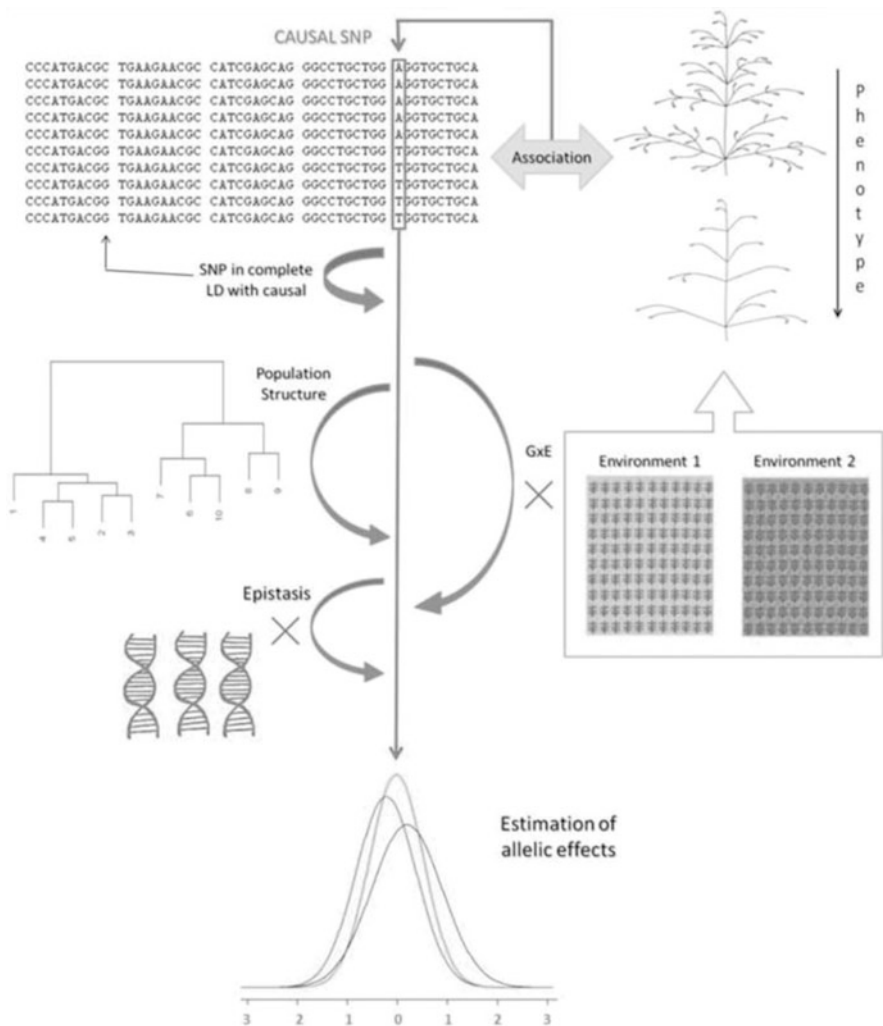 CAUSAL SNP
CCCATGACGC TGAAGAACGC CATCGAGCAG GGCCTGCTGG AGGTGCTGCA
CCCATGACGC TGAAGAACGC CATCGAGCAG GGCCTGCTGG AGGTGCTGCA
CCCATGACGC TGAAGAACGC CATCGAGCAG GGCCTGCTGG AGGTGCTGCA
CCCATGACGC TGAAGAACGC CATCGAGCAG GGCCTGCTGG AGGTGCTGCA
CCCATGACGC TGAAGAACGC CATCGAGCAG GGCCTGCTGG AGGTGCTGCA
CCCATGACGG TGAAGAACGC CATCGAGCAG GGCCTGCTGG TGGTGCTGCA
CCCATGACGG TGAAGAACGC CATCGAGCAG GGCCTGCTGG TGGTGCTGCA
CCCATGACGG TGAAGAACGC CATCGAGCAG GGCCTGCTGG TGGTGCTGCA
CCCATGACGG TGAAGAACGC CATCGAGCAG GGCCTGCTGG TGGTGCTGCA
CCCATGACGG TGAAGAACGC CATCGAGCAG GGCCTGCTGG TGGTGCTGCA
Association
Phenotype
SNP in complete
LD with causal
Population
Structure
1 4 5 2 3 7 6 10 8 9
GxE
Environment 1
Environment 2
Epistasis
Estimation of
allelic effects
3 2 1 0 1 2 3